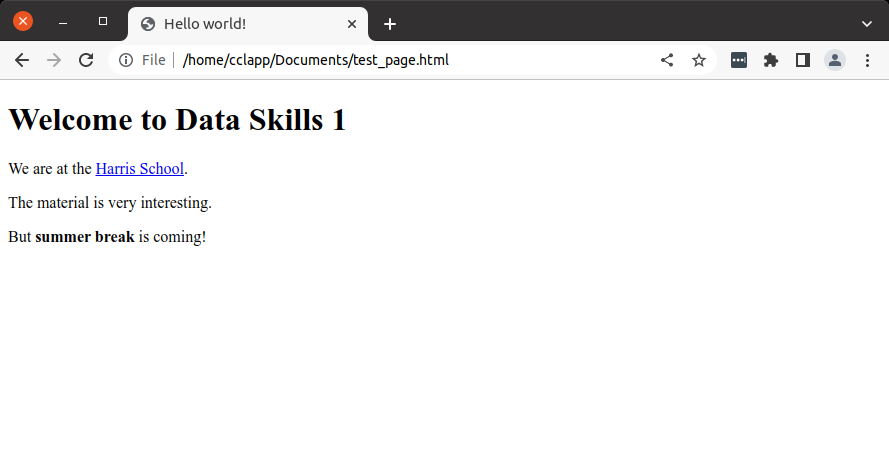 Hello world!
File
/home/cclapp/Documents/test_page.html
Welcome to Data Skills 1
We are at the Harris School.
The material is very interesting.
But summer break is coming!